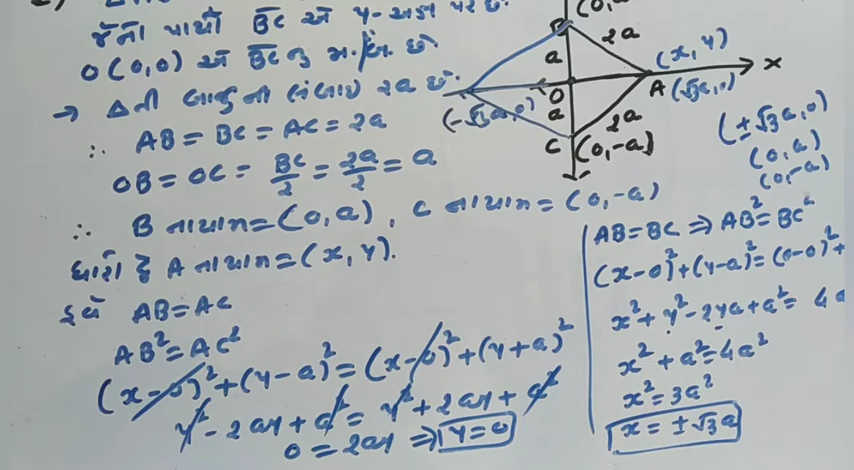 જેનો પાયો BC એ y-અક્ષ પર છે.
O(0,0) એ BC નું મ.બિં. છે.
→ Δની બાજુની લંબાઈ 2a છે.
∴ AB = BC = AC = 2a
OB = OC = BC/2 = 2a/2 = a
∴ B ના યામ = (0,a), C ના યામ = (0,-a)
ધારો કે A ના યામ = (x,y).
હવે AB = AC
AB² = AC²
(x-0)² + (y-a)² = (x-0)² + (y+a)²
y² - 2ay + a² = y² + 2ay + a²
0 = 2ay ⇒ y=0
B (0,
2a
a
(x,y)
x
O
A (√3a,0)
(-√3a,0)
a
2a
C (0,-a)
(±√3a,0)
(0,a)
(0,-a)
AB = BC ⇒ AB² = BC²
(x-0)² + (y-a)² = (0-0)² +
x² + y² - 2ya + a² = 4a
x² + a² = 4a²
x² = 3a²
x = ±√3a